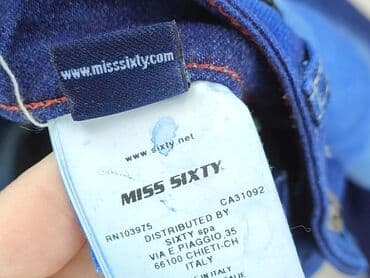 www.misssixty.com
www.sixty.net
MISS SIXTY
RN103975 CA31092
DISTRIBUTED BY
SIXTY spa
VIA E PIAGGIO 35
66100 CHIETI-CH
ITALY